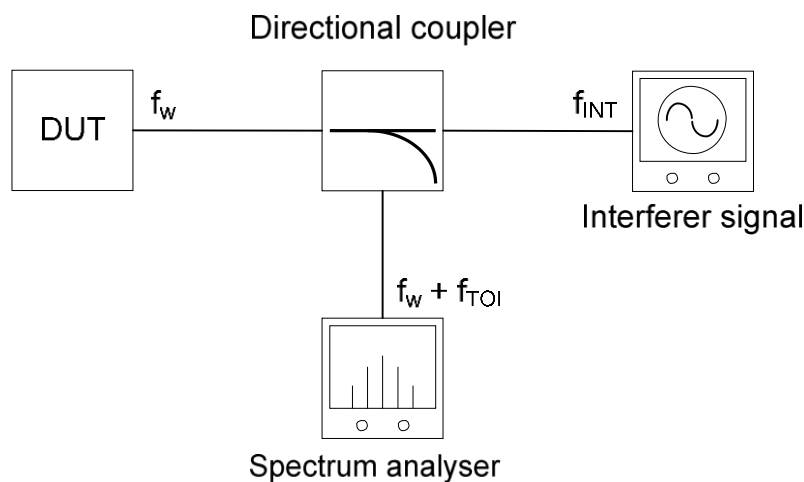 Directional coupler
DUT
fw
fINT
Interferer signal
fw + fTOI
Spectrum analyser